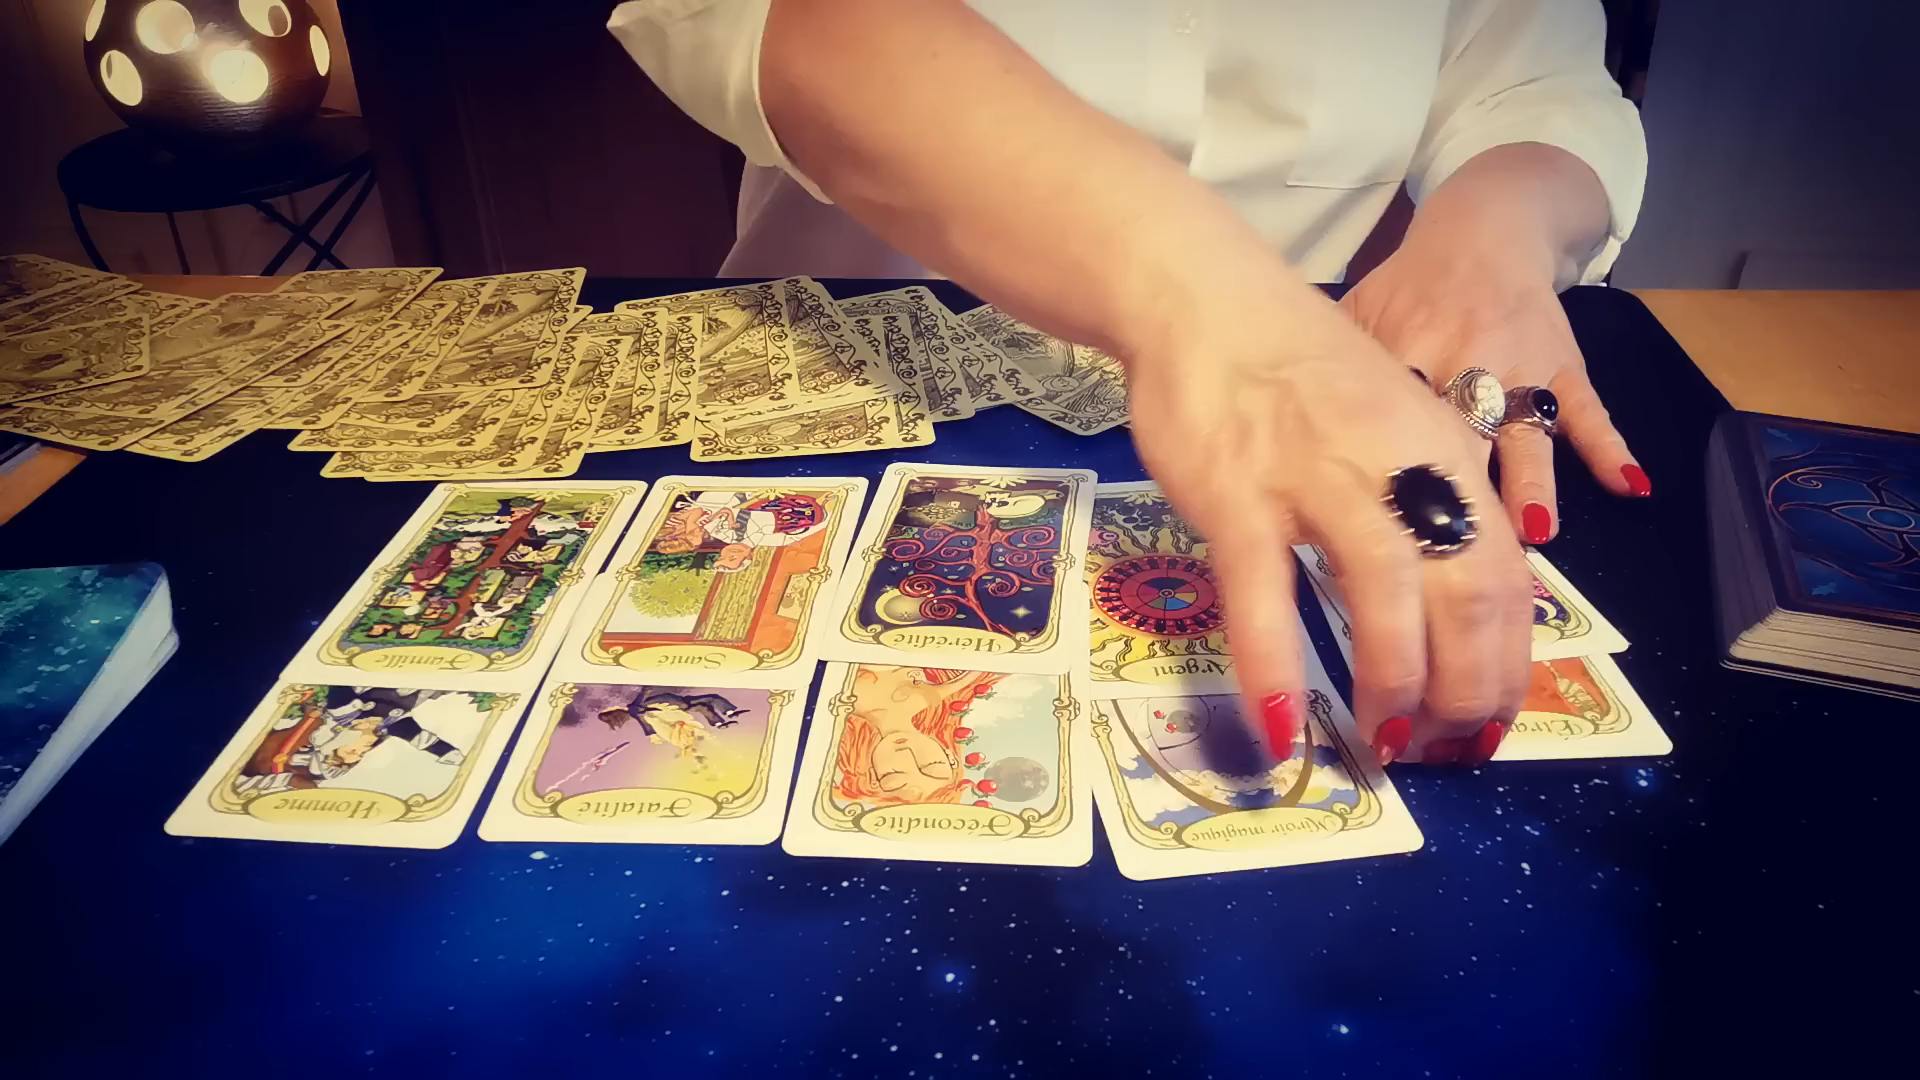 Famille
Santé
Hérédité
Argent
Homme
Fatalité
Fécondité
Miroir magique